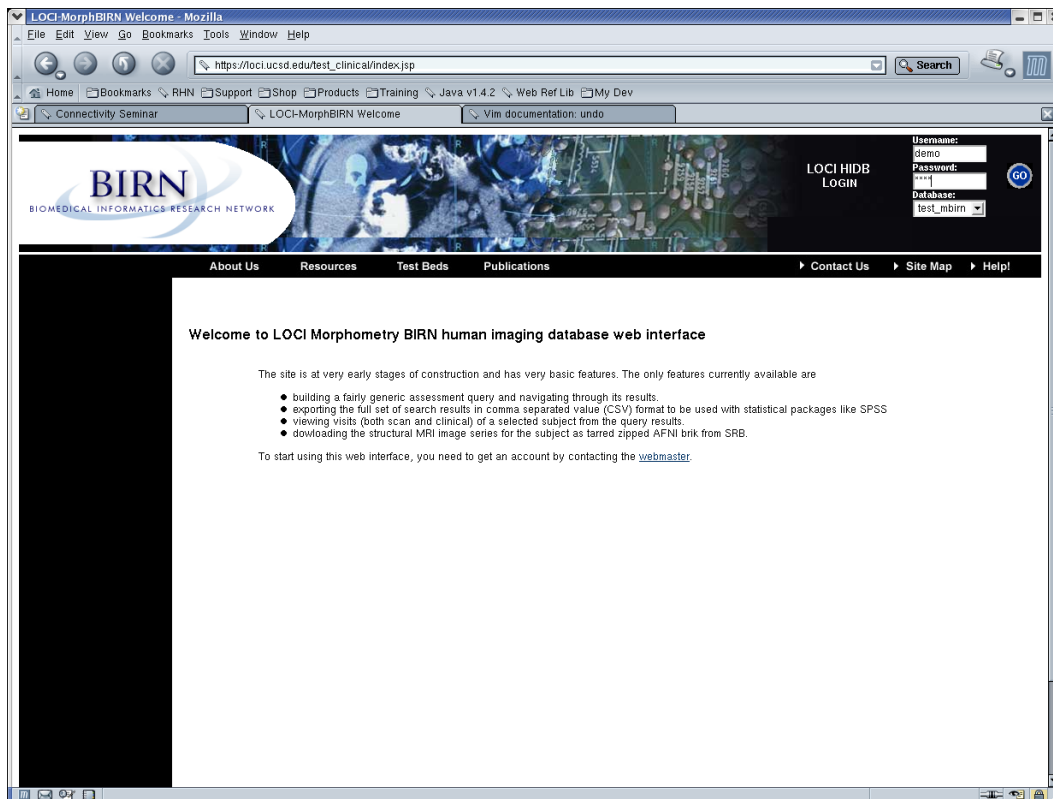 LOCI-MorphBIRN Welcome - Mozilla
File Edit View Go Bookmarks Tools Window Help
https://loci.ucsd.edu/test_clinical/index.jsp
Search
Home Bookmarks RHN Support Shop Products Training Java v1.4.2 Web Ref Lib My Dev
Connectivity Seminar LOCI-MorphBIRN Welcome Vim documentation: undo
BIRN
BIOMEDICAL INFORMATICS RESEARCH NETWORK
LOCI HIDB
LOGIN
Username:
demo
Password:
****
Database:
test_mbirn
GO
About Us Resources Test Beds Publications Contact Us Site Map Help!
Welcome to LOCI Morphometry BIRN human imaging database web interface
The site is at very early stages of construction and has very basic features. The only features currently available are
● building a fairly generic assessment query and navigating through its results.
● exporting the full set of search results in comma separated value (CSV) format to be used with statistical packages like SPSS
● viewing visits (both scan and clinical) of a selected subject from the query results.
● dowloading the structural MRI image series for the subject as tarred zipped AFNI brik from SRB.
To start using this web interface, you need to get an account by contacting the webmaster.